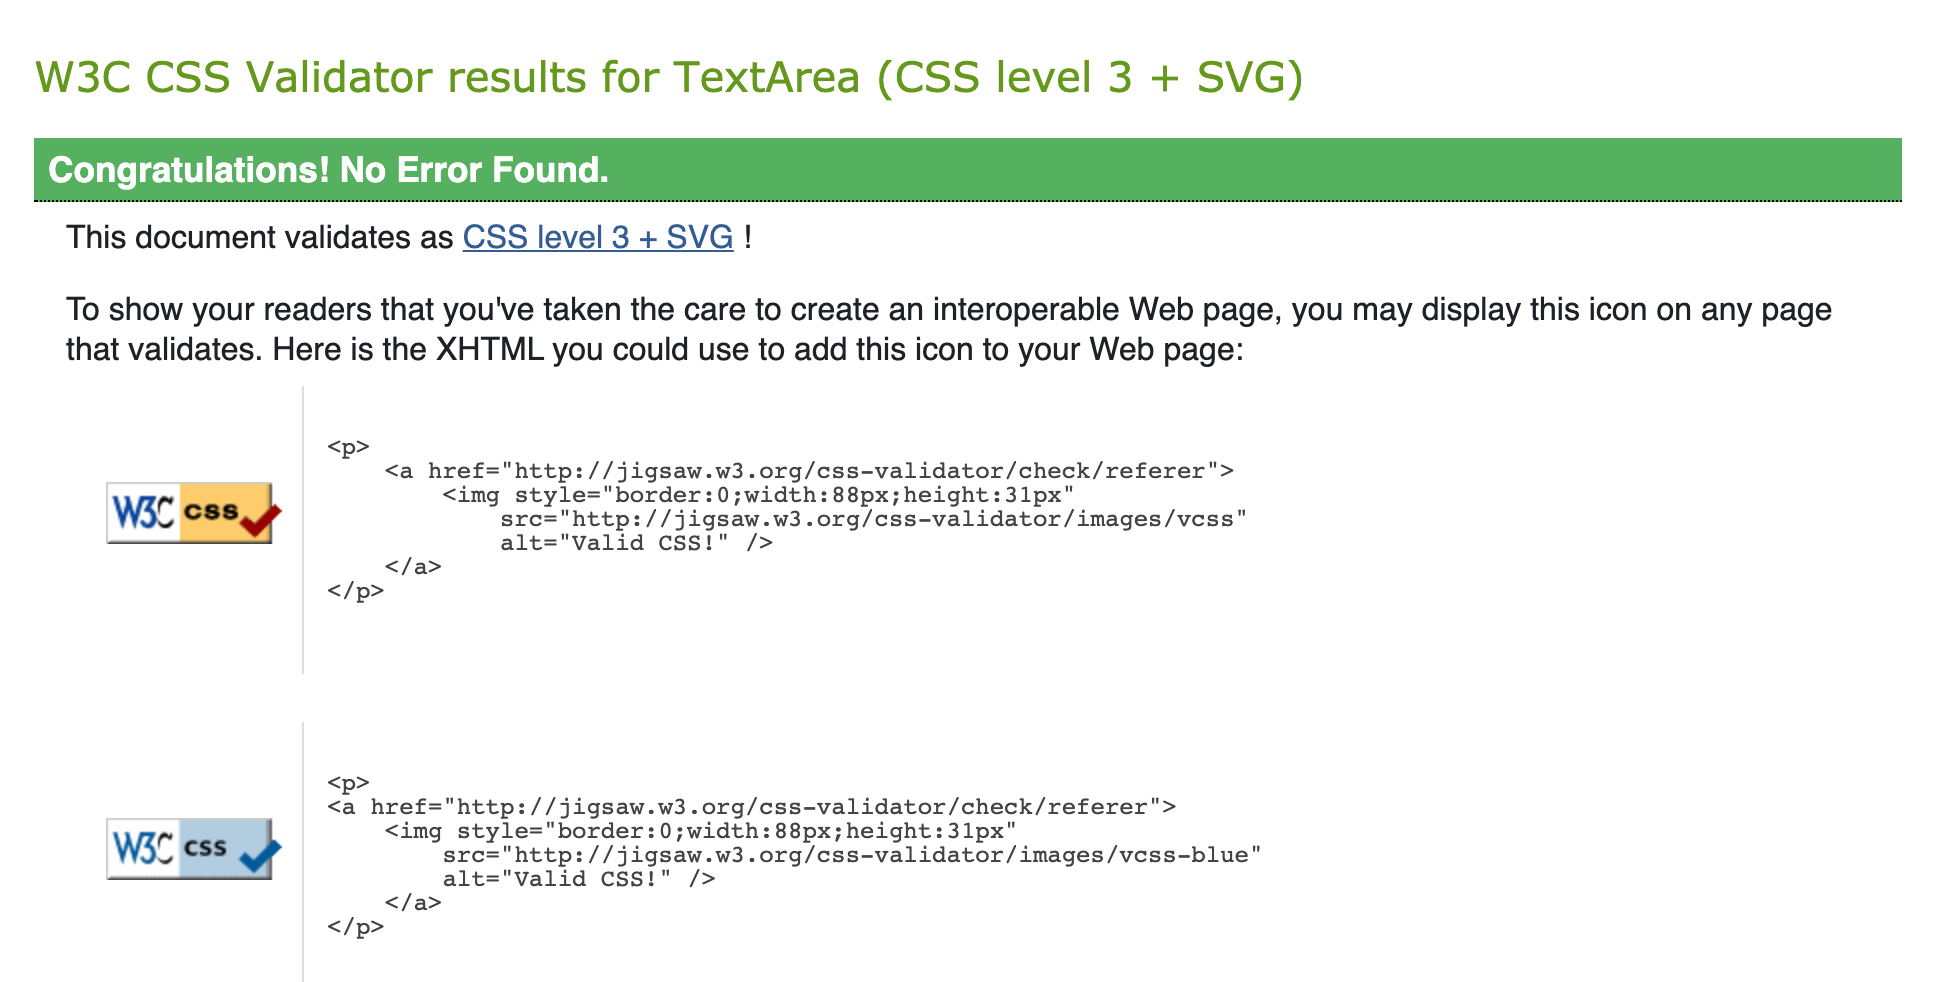 W3C CSS Validator results for TextArea (CSS level 3 + SVG)
Congratulations! No Error Found.
This document validates as CSS level 3 + SVG !
To show your readers that you've taken the care to create an interoperable Web page, you may display this icon on any page
that validates. Here is the XHTML you could use to add this icon to your Web page:
W3C css
<p>
    <a href="http://jigsaw.w3.org/css-validator/check/referer">
        <img style="border:0;width:88px;height:31px"
            src="http://jigsaw.w3.org/css-validator/images/vcss"
            alt="Valid CSS!" />
    </a>
</p>
W3C css
<p>
<a href="http://jigsaw.w3.org/css-validator/check/referer">
    <img style="border:0;width:88px;height:31px"
        src="http://jigsaw.w3.org/css-validator/images/vcss-blue"
        alt="Valid CSS!" />
    </a>
</p>